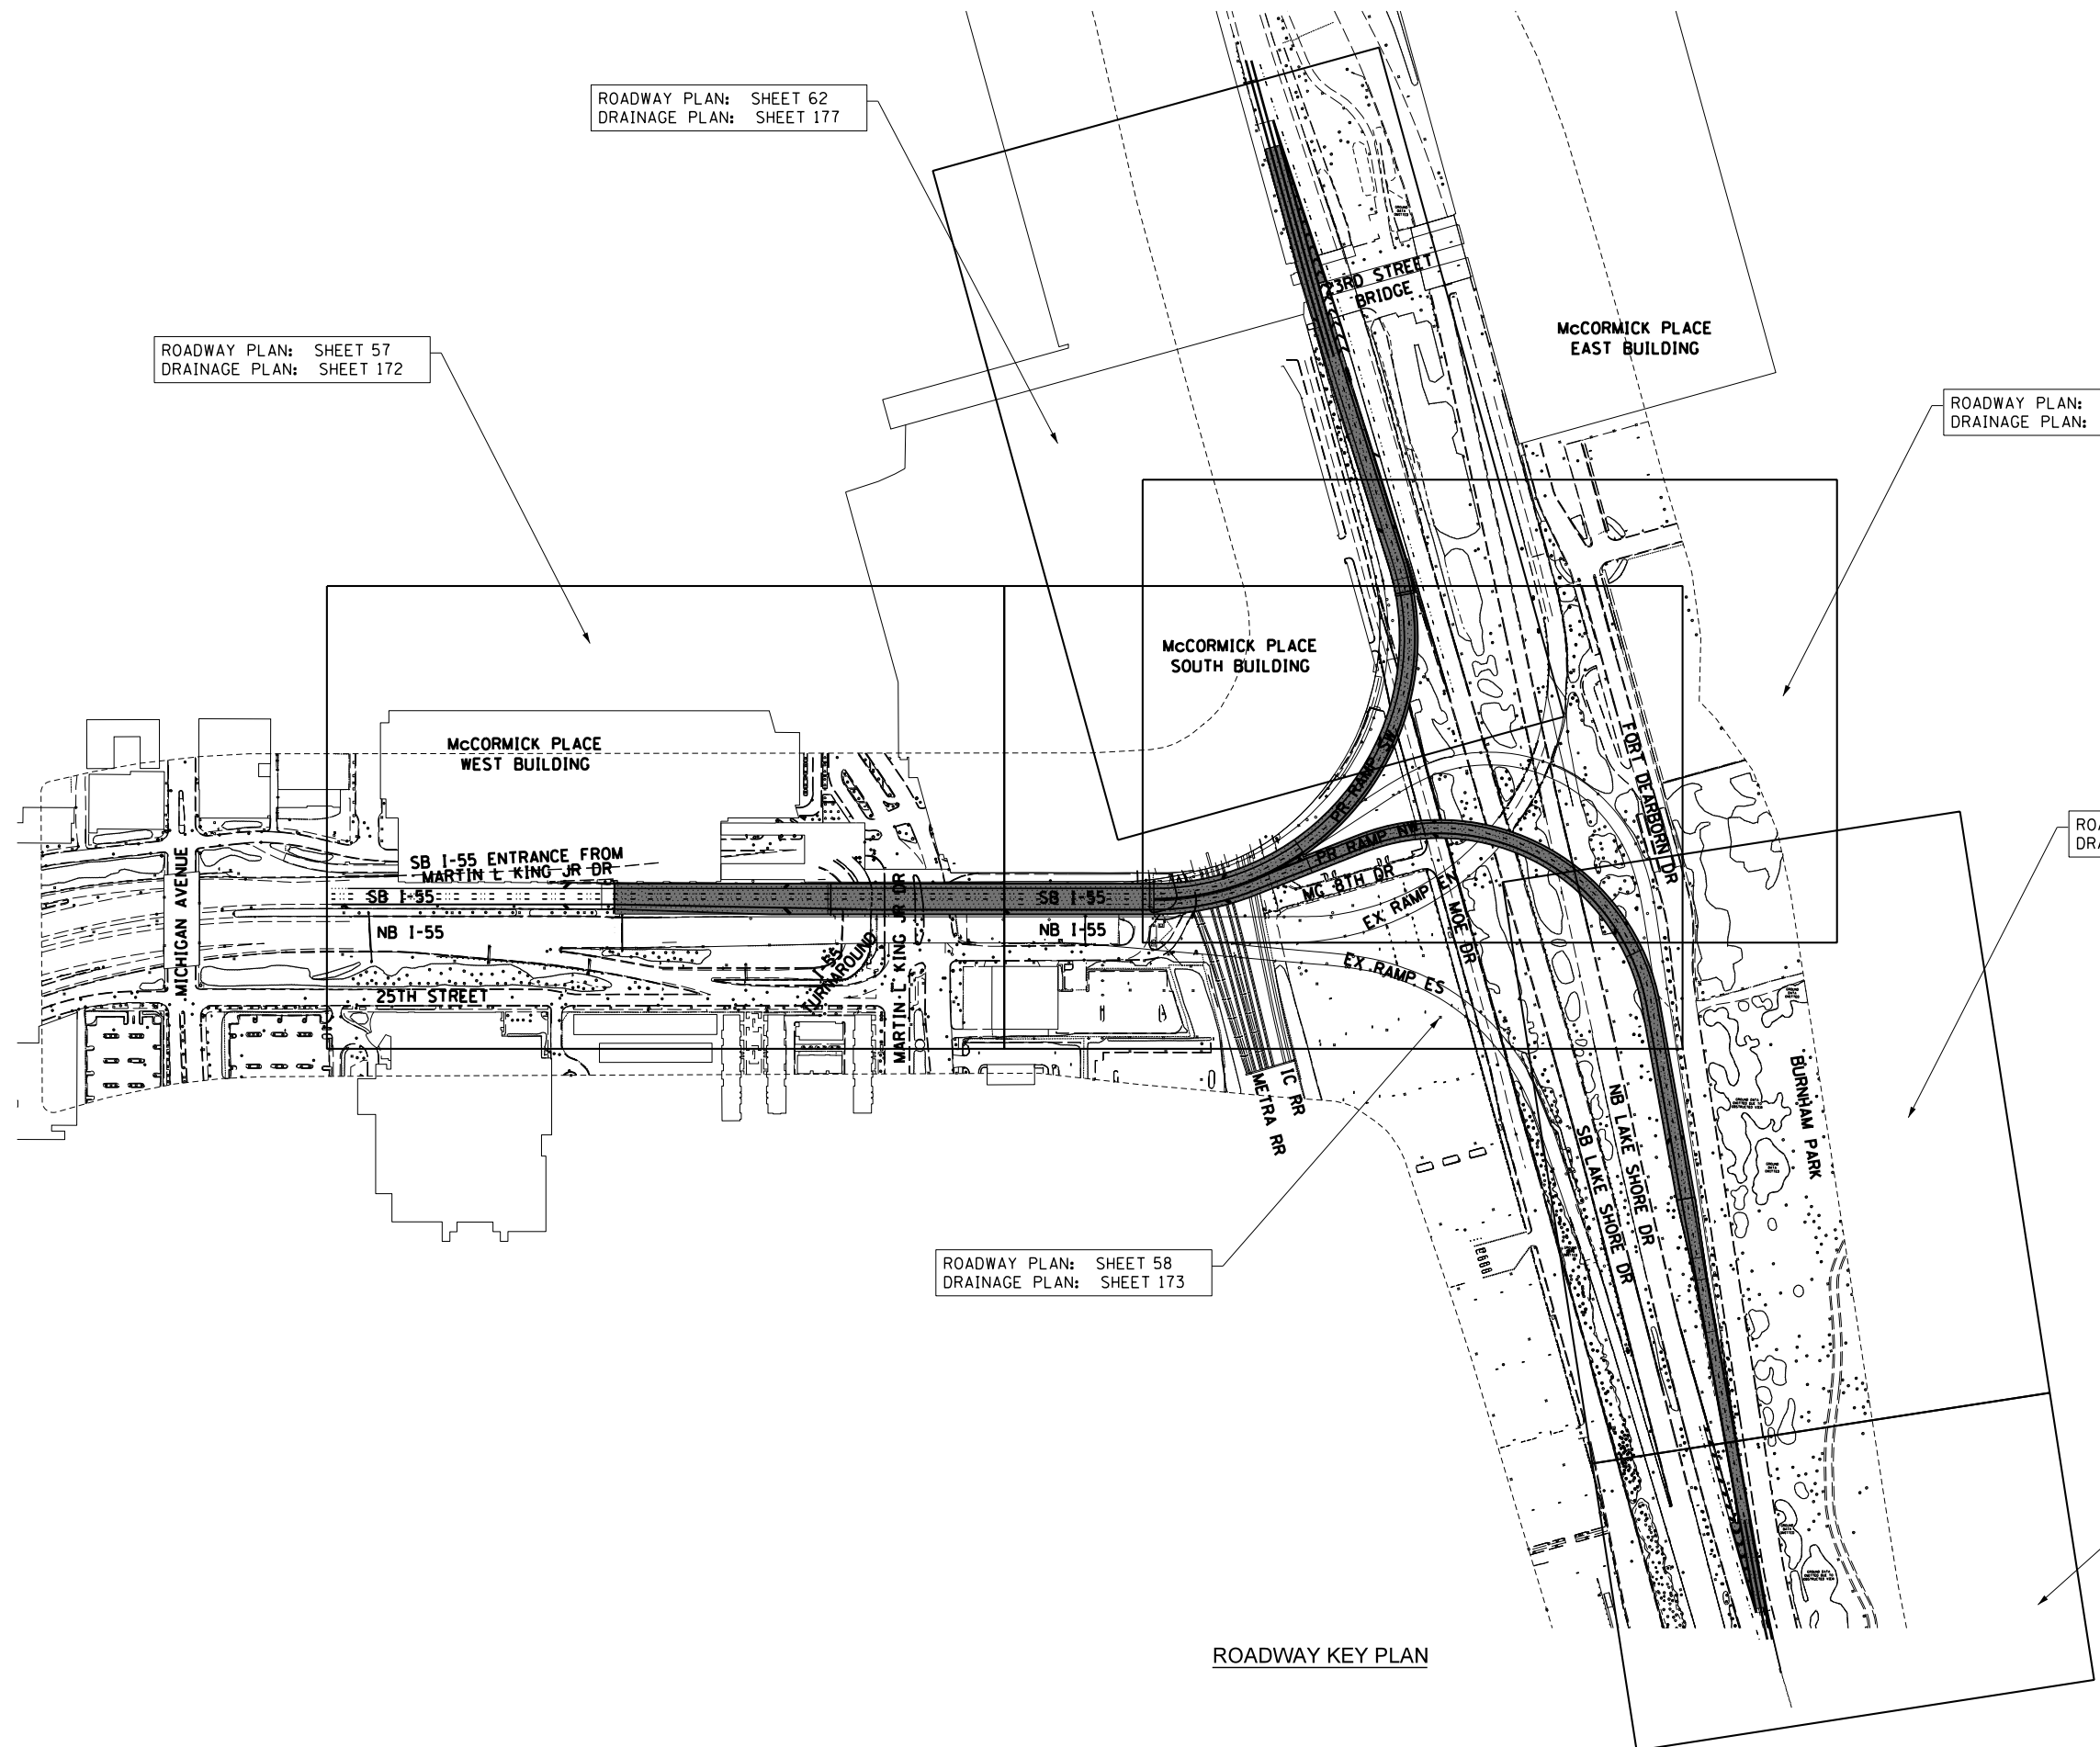 ROADWAY PLAN: SHEET 62
DRAINAGE PLAN: SHEET 177
23RD STREET
BRIDGE
McCORMICK PLACE
EAST BUILDING
ROADWAY PLAN: SHEET 57
DRAINAGE PLAN: SHEET 172
ROADWAY PLAN:
DRAINAGE PLAN:
McCORMICK PLACE
SOUTH BUILDING
McCORMICK PLACE
WEST BUILDING
FORT DEARBORN DR
PR RAMP SW
PR RAMP NW
MG 8TH DR
EX RAMP EN
MOE DR
EX RAMP ES
SB I-55 ENTRANCE FROM
MARTIN L KING JR DR
SB I-55
SB I-55
NB I-55
NB I-55
MICHIGAN AVENUE
I-55
TURNAROUND
MARTIN L KING JR DR
25TH STREET
IC RR
METRA RR
NB LAKE SHORE DR
SB LAKE SHORE DR
BURNHAM PARK
ROADWAY PLAN: SHEET 58
DRAINAGE PLAN: SHEET 173
ROADWAY KEY PLAN